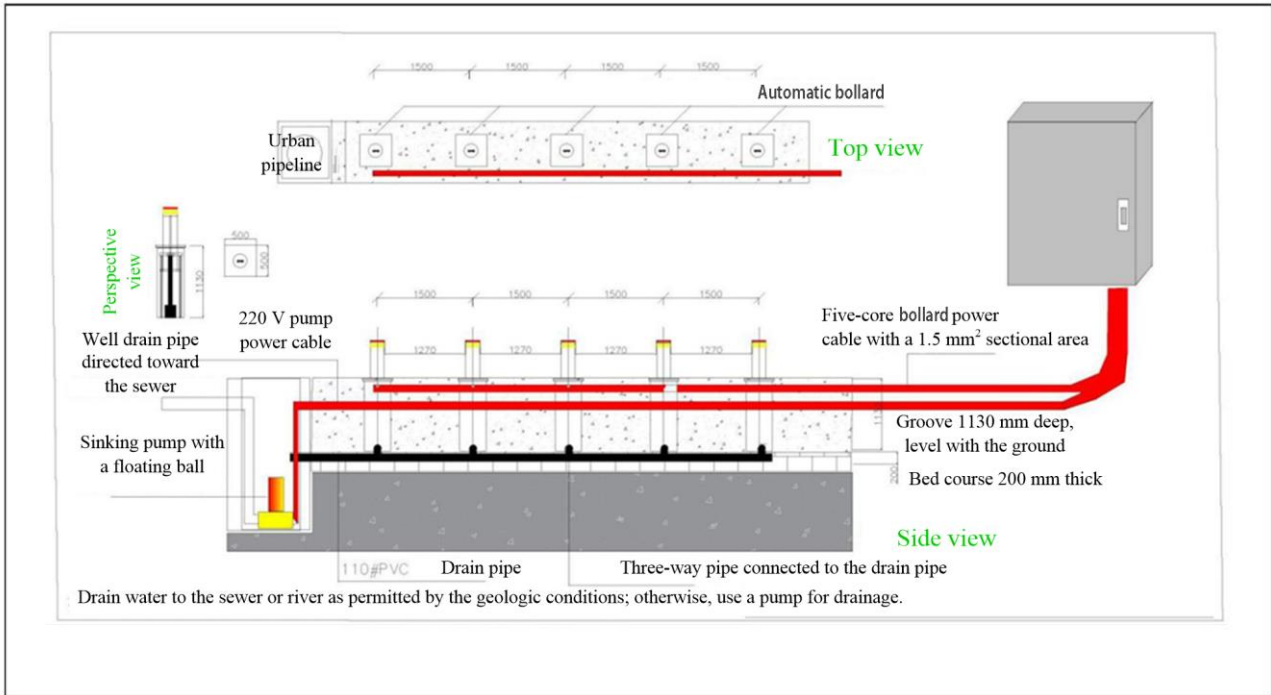 1500 1500 1500 1500
Automatic bollard
Urban
pipeline
Top view
Perspective
view
500
500
1130
1500 1500 1500 1500
220 V pump
power cable
Five-core bollard power
cable with a 1.5 mm² sectional area
Well drain pipe
directed toward
the sewer
1270 1270 1270 1270
Sinking pump with
a floating ball
Groove 1130 mm deep,
level with the ground
200
Bed course 200 mm thick
Side view
110#PVC Drain pipe
Three-way pipe connected to the drain pipe
Drain water to the sewer or river as permitted by the geologic conditions; otherwise, use a pump for drainage.